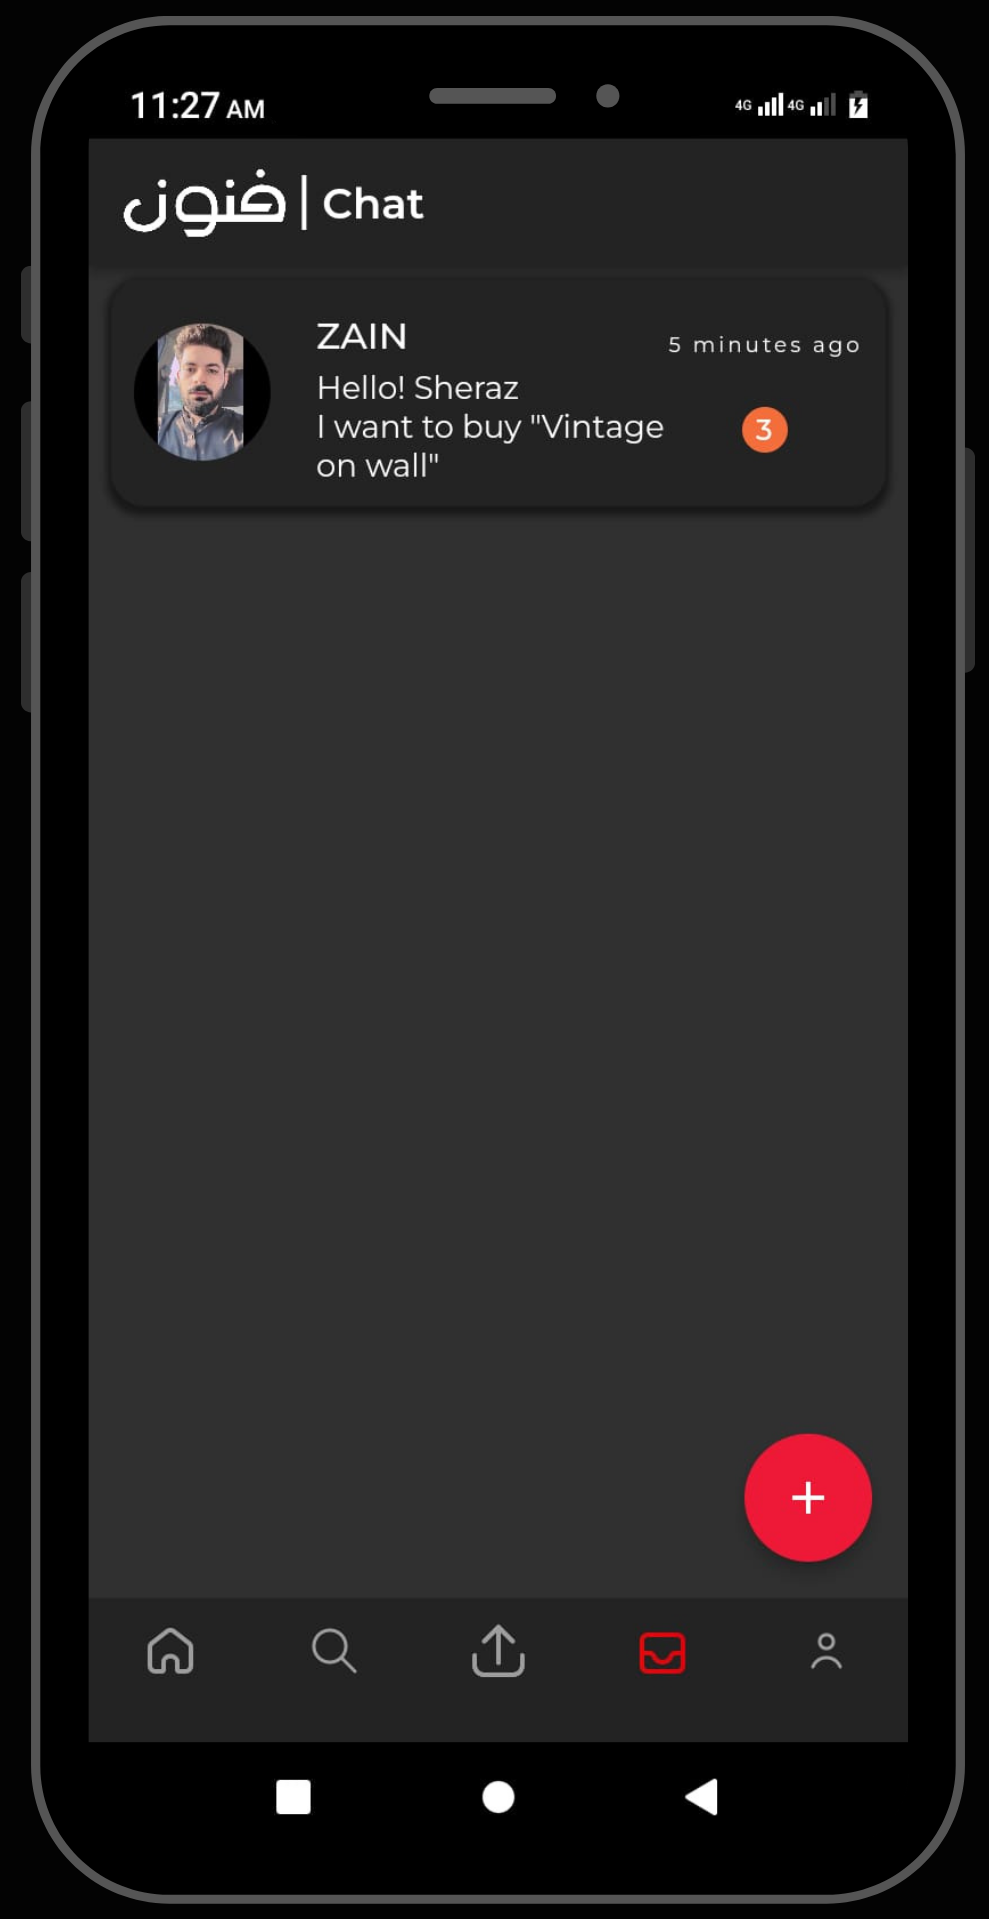 11:27 AM
4G 4G
فنون | Chat
ZAIN
5 minutes ago
Hello! Sheraz
I want to buy "Vintage
on wall"
3